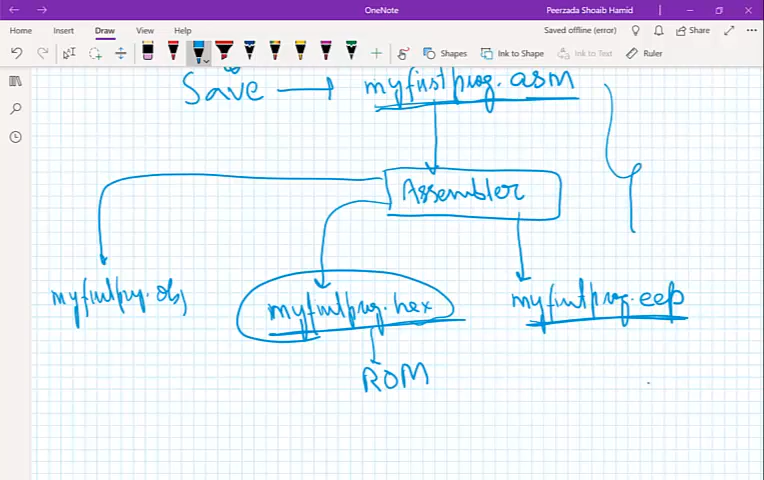 OneNote
Peerzada Shoaib Hamid
Home Insert Draw View Help
Saved offline (error) Share
Shapes Ink to Shape Ink to Text Ruler
Save → myfirstprog.asm
Assembler
myfirstprg.obj myfirstprog.hex myfirstprog.eep
ROM